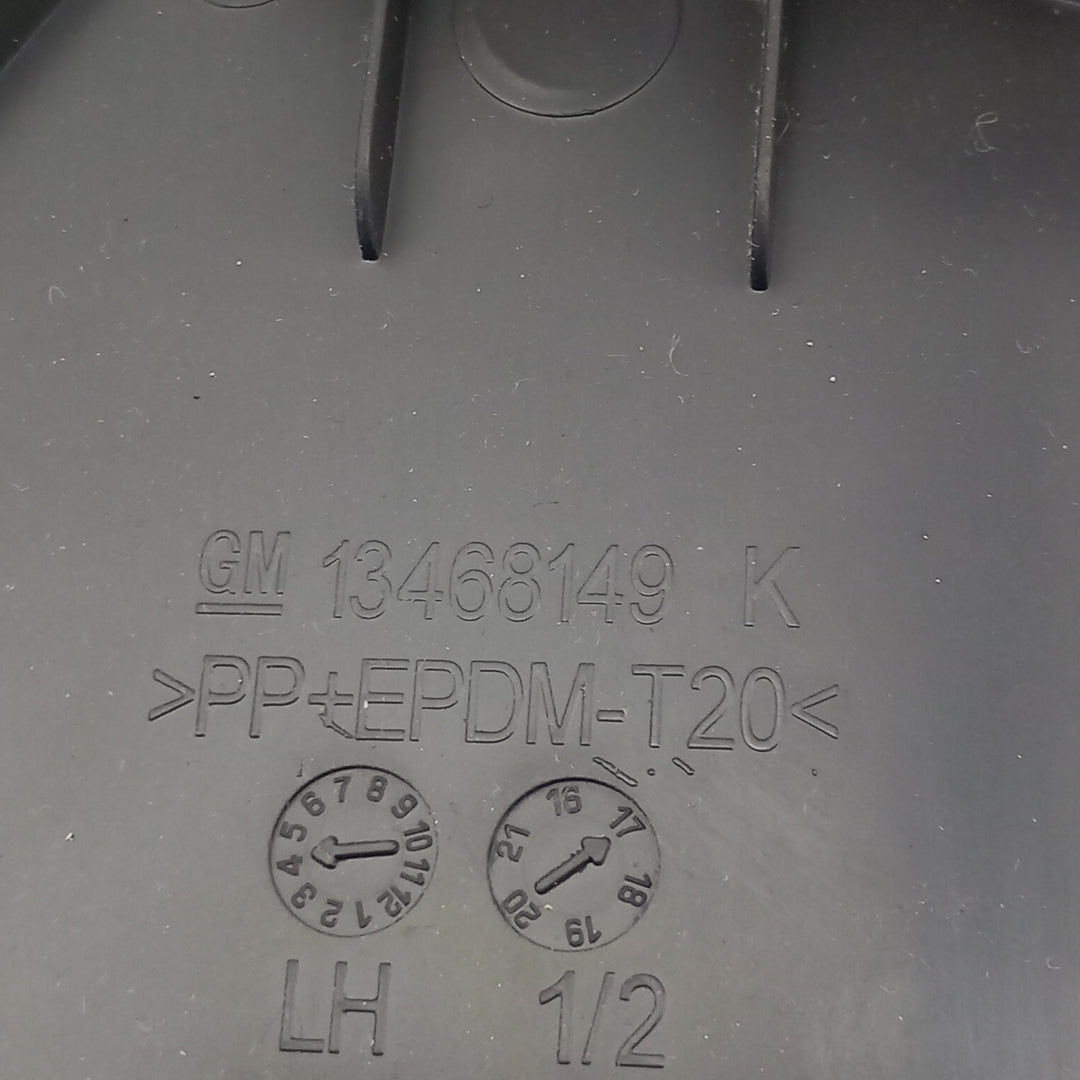 GM 13468149 K
>PP+EPDM-T20<
1 2 3 4 5 6 7 8 9 10 11 12
16 17 18 19 20 21
LH 1/2